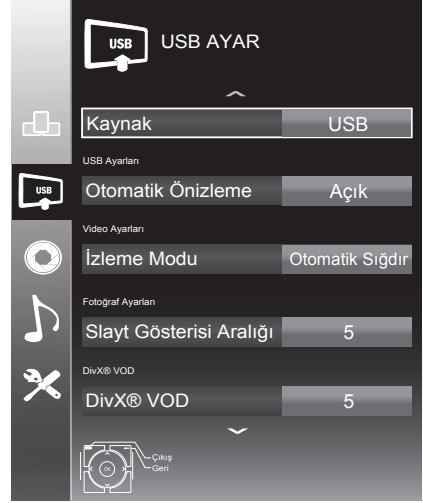 USB
USB AYAR
Kaynak USB
USB Ayarları
USB
Otomatik Önizleme Açık
Video Ayarları
İzleme Modu Otomatik Sığdır
Fotoğraf Ayarları
Slayt Gösterisi Aralığı 5
DivX® VOD
DivX® VOD 5
Çıkış
OK
Geri